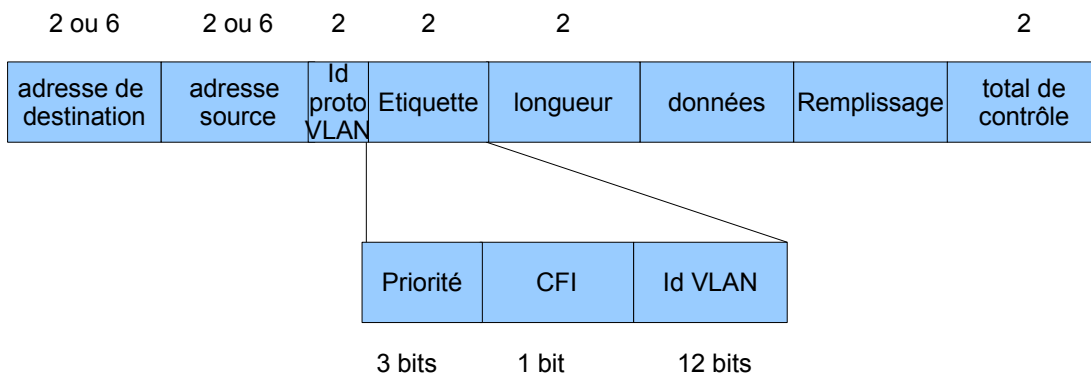 2 ou 6 2 ou 6 2 2 2 2
adresse de destination adresse source Id proto VLAN Etiquette longueur données Remplissage total de contrôle
Priorité CFI Id VLAN
3 bits 1 bit 12 bits